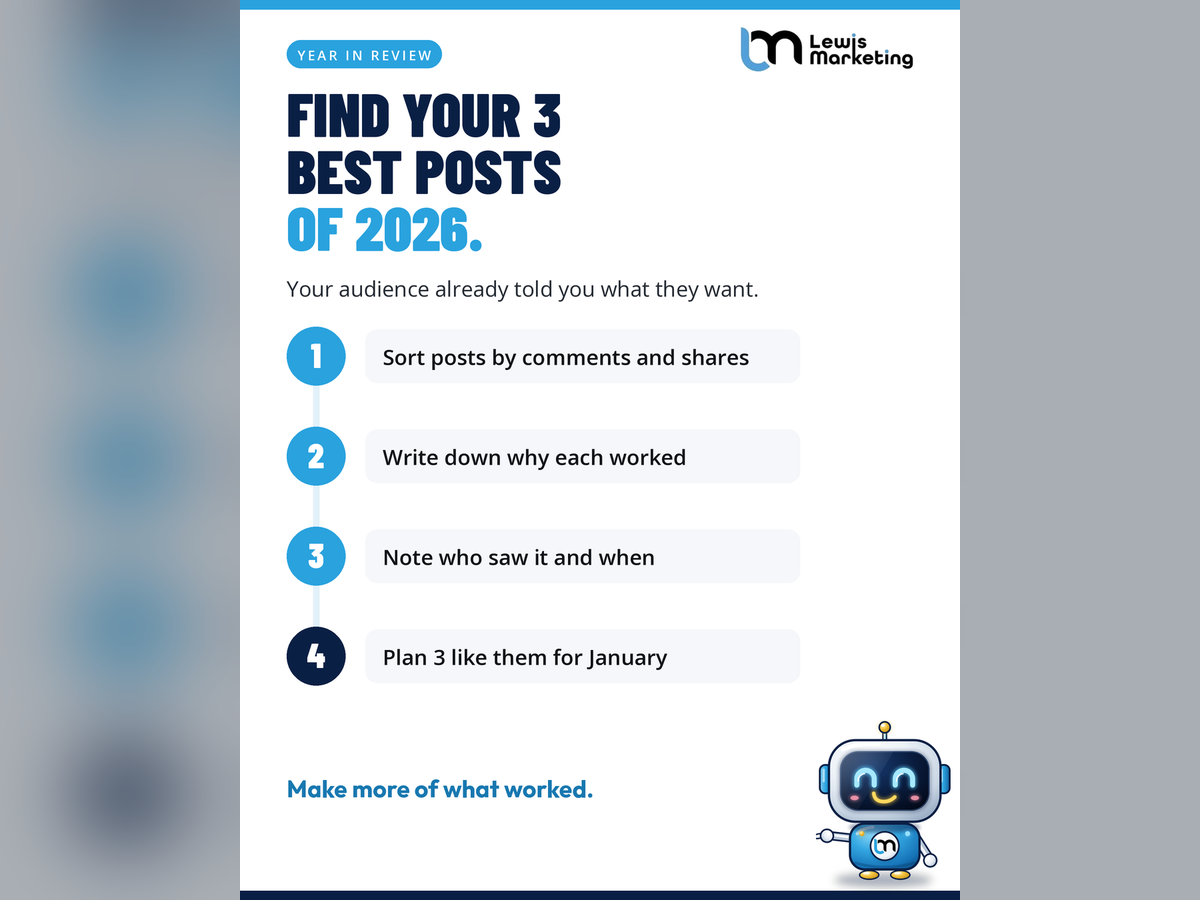 YEAR IN REVIEW
Lewis
Marketing
FIND YOUR 3
BEST POSTS
OF 2026.
Your audience already told you what they want.
1 Sort posts by comments and shares
2 Write down why each worked
3 Note who saw it and when
4 Plan 3 like them for January
Make more of what worked.